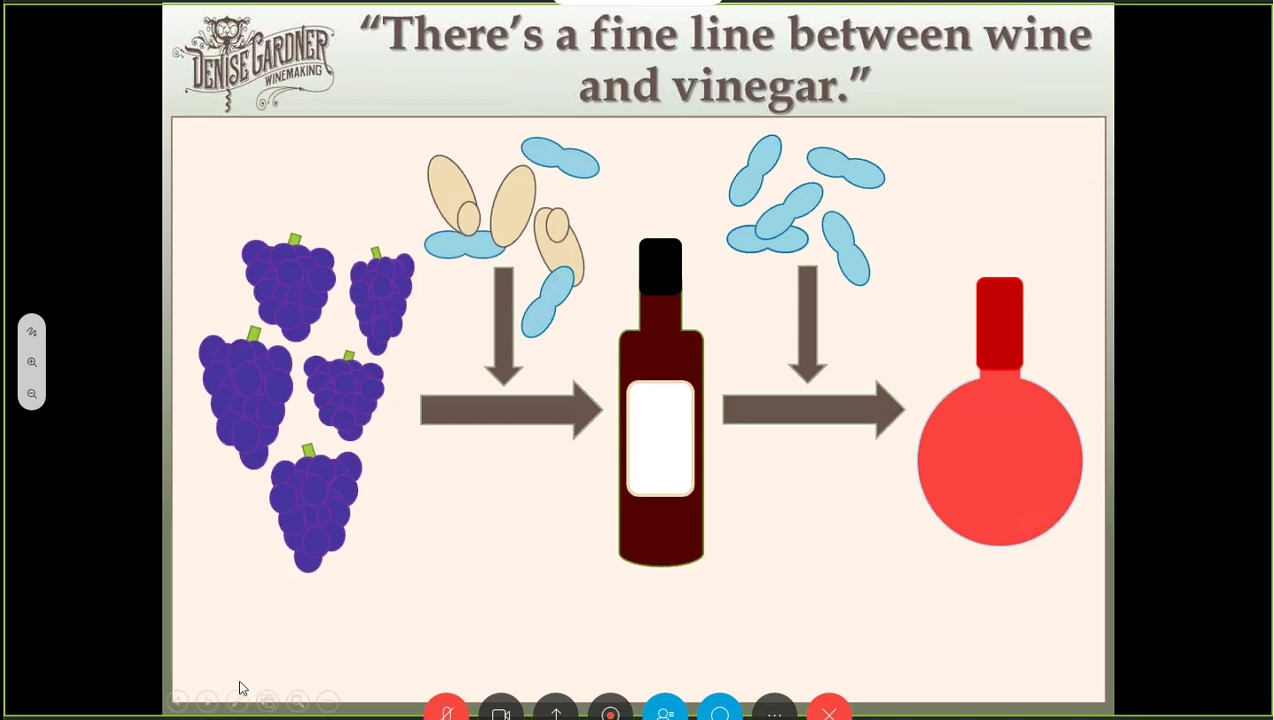 DENISE GARDNER
WINEMAKING
“There’s a fine line between wine
and vinegar.”